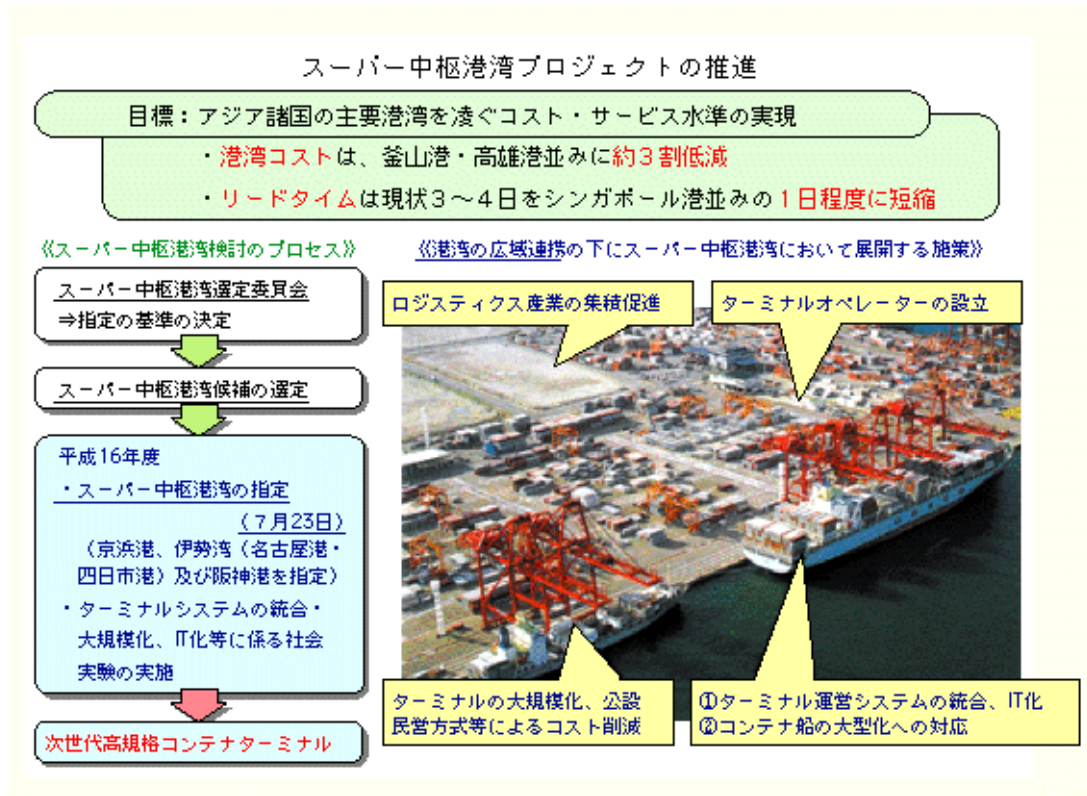 スーパー中枢港湾プロジェクトの推進
目標：アジア諸国の主要港湾を凌ぐコスト・サービス水準の実現
・港湾コストは、釜山港・高雄港並みに約３割低減
・リードタイムは現状３～４日をシンガポール港並みの１日程度に短縮
《スーパー中枢港湾検討のプロセス》
スーパー中枢港湾選定委員会
⇒指定の基準の決定
スーパー中枢港湾候補の選定
平成16年度
・スーパー中枢港湾の指定
（７月23日）
（京浜港、伊勢湾（名古屋港・
四日市港）及び阪神港を指定）
・ターミナルシステムの統合・
大規模化、IT化等に係る社会
実験の実施
次世代高規格コンテナターミナル
《港湾の広域連携の下にスーパー中枢港湾において展開する施策》
ロジスティクス産業の集積促進
ターミナルオペレーターの設立
ターミナルの大規模化、公設
民営方式等によるコスト削減
①ターミナル運営システムの統合、IT化
②コンテナ船の大型化への対応